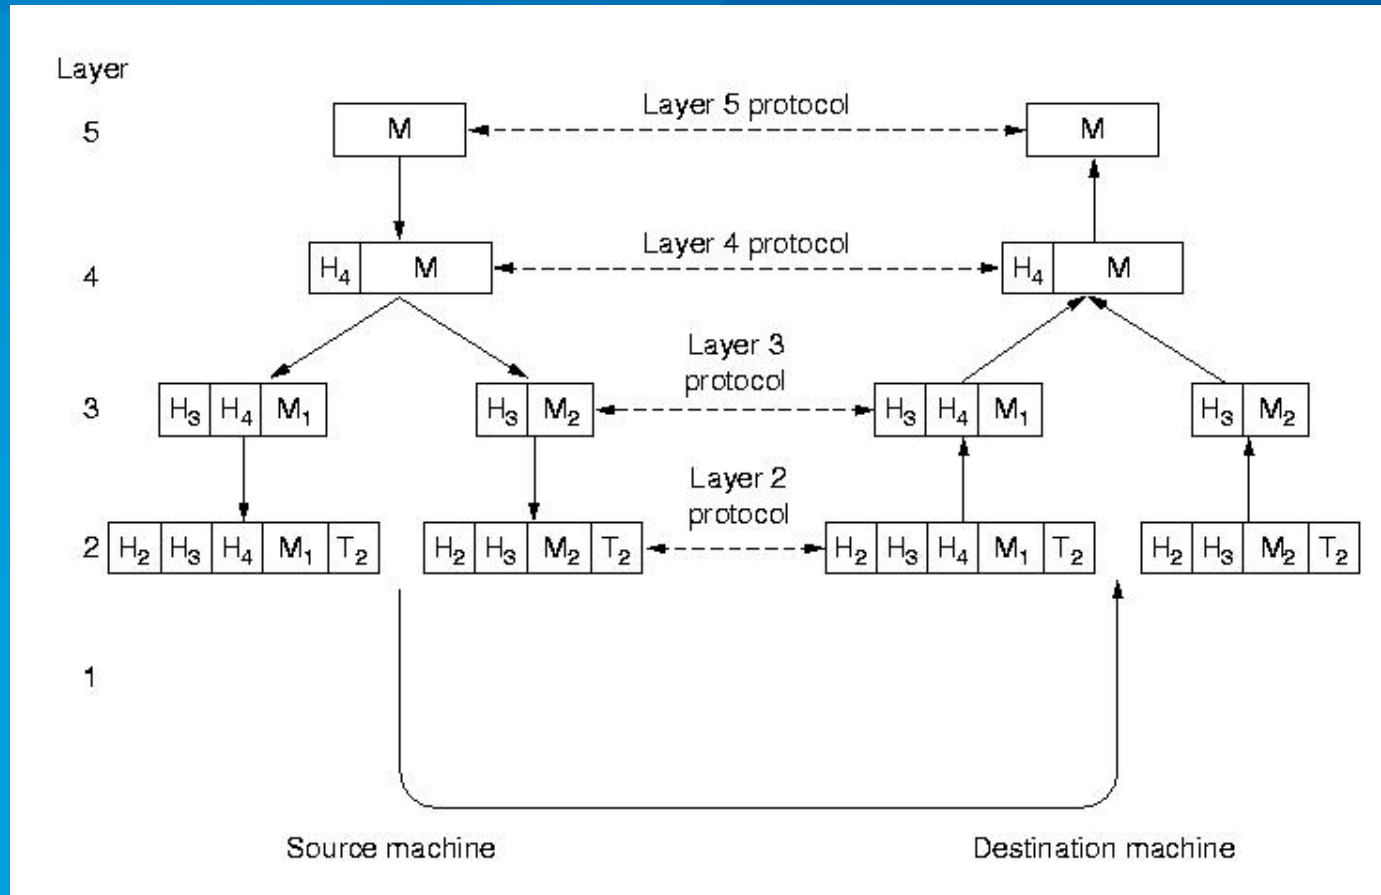 Layer
5
M
Layer 5 protocol
M
4
H4 M
Layer 4 protocol
H4 M
3
H3 H4 M1
H3 M2
Layer 3
protocol
H3 H4 M1
H3 M2
2
H2 H3 H4 M1 T2
H2 H3 M2 T2
Layer 2
protocol
H2 H3 H4 M1 T2
H2 H3 M2 T2
1
Source machine
Destination machine